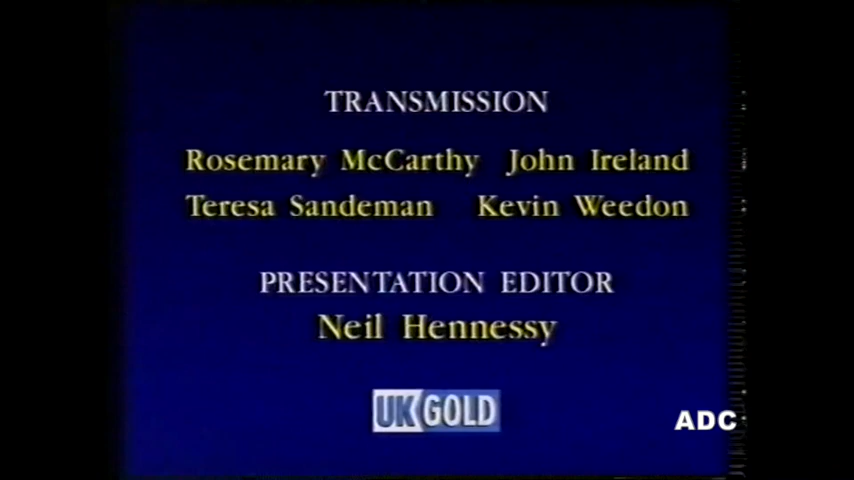 TRANSMISSION
Rosemary McCarthy John Ireland
Teresa Sandeman Kevin Weedon
PRESENTATION EDITOR
Neil Hennessy
UK GOLD
ADC